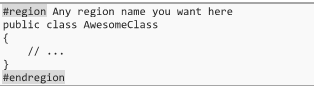 #region Any region name you want here
public class AwesomeClass
{
    // ...
}
#endregion